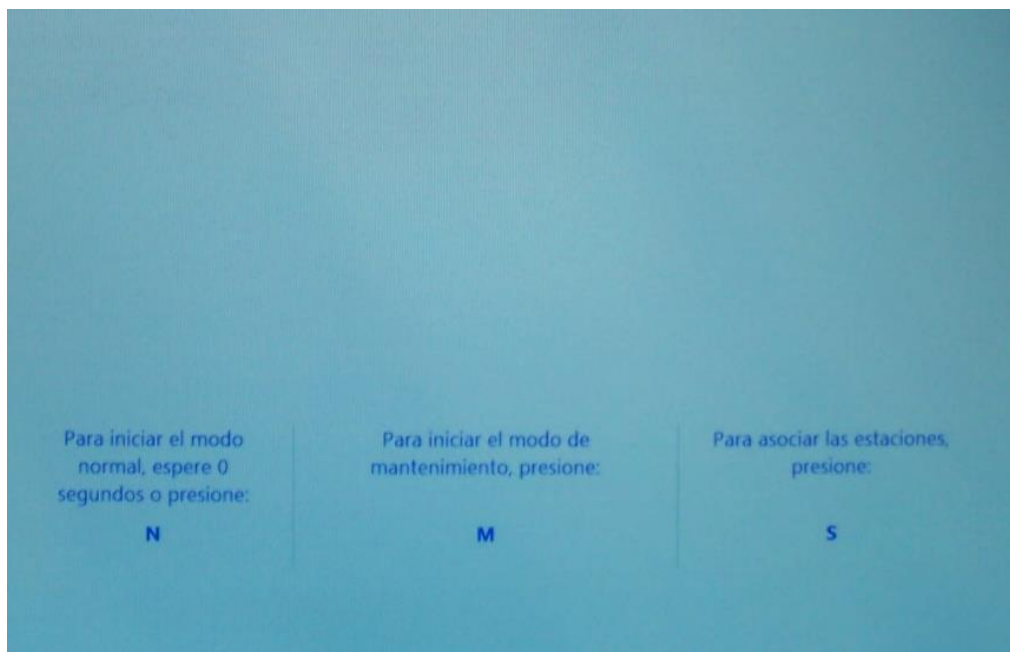 Para iniciar el modo
normal, espere 0
segundos o presione:
N
Para iniciar el modo de
mantenimiento, presione:
M
Para asociar las estaciones,
presione:
S